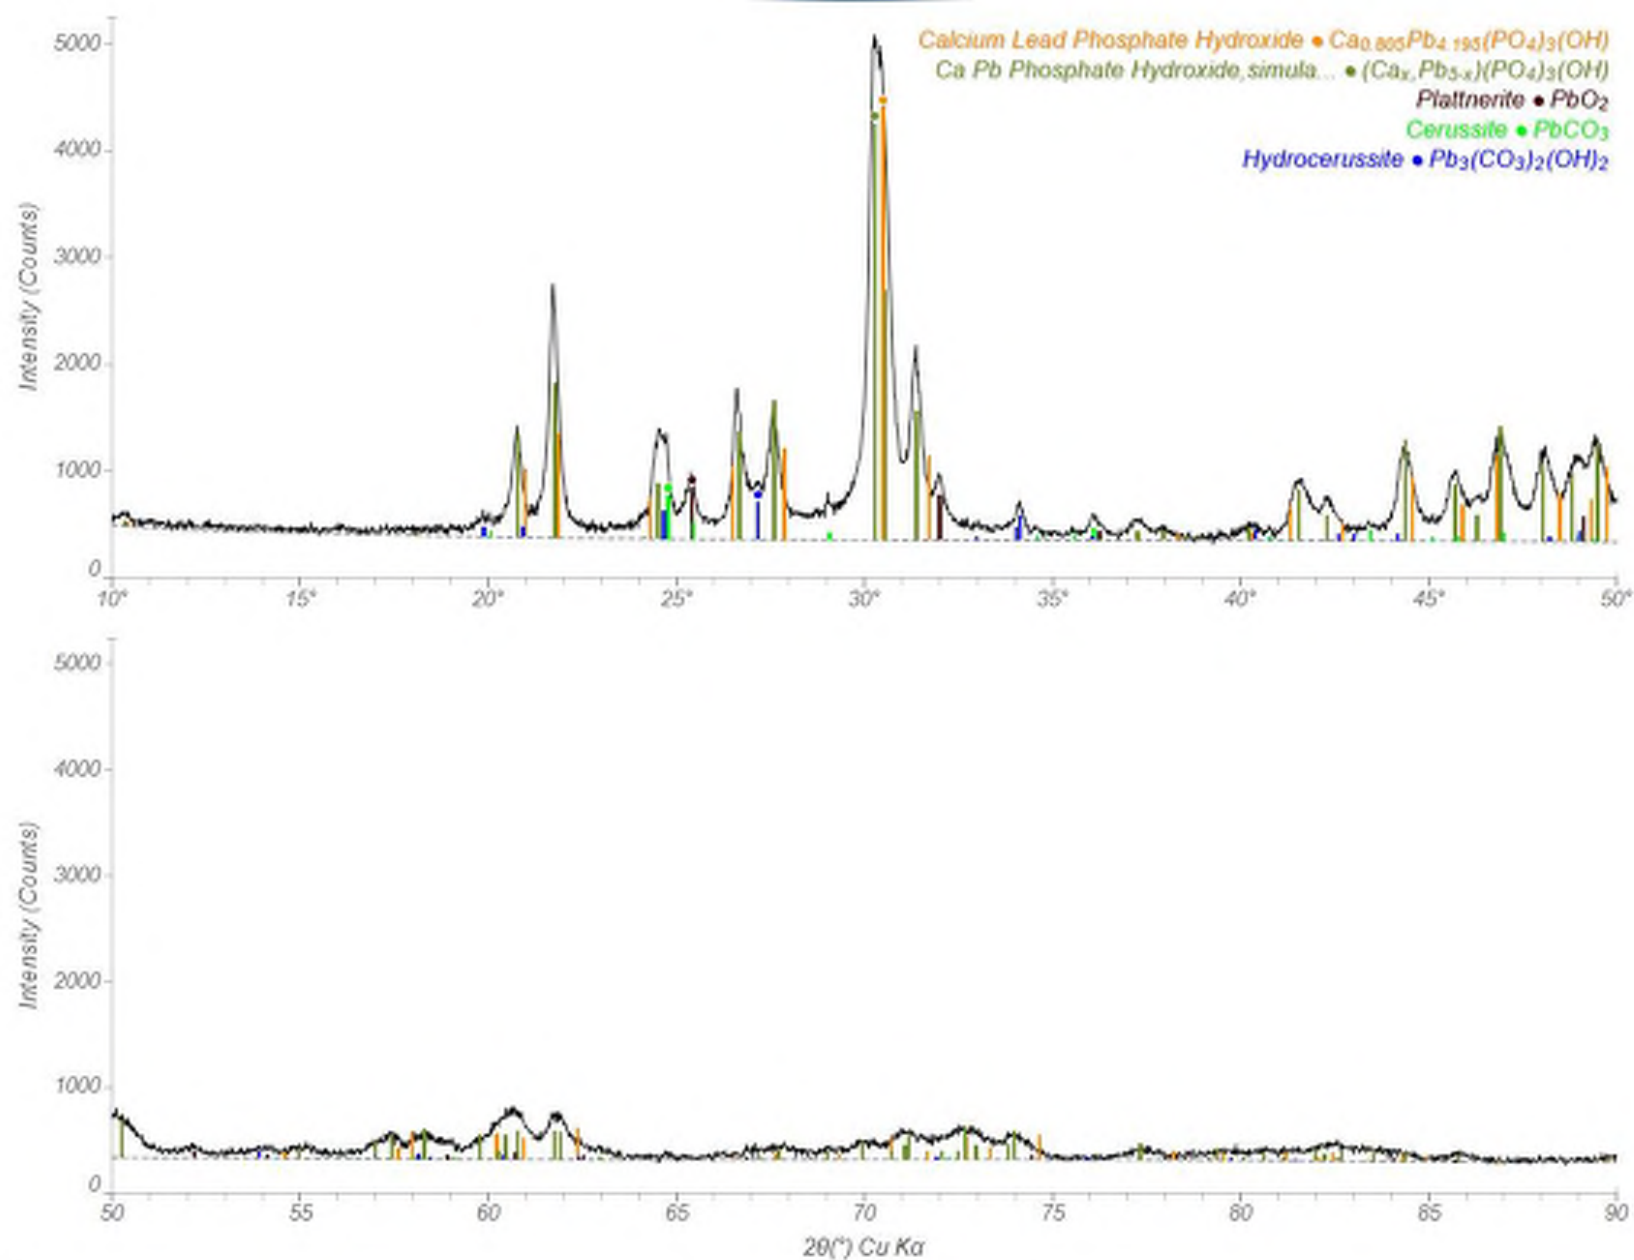 Calcium Lead Phosphate Hydroxide • Ca0.805Pb4.195(PO4)3(OH)
Ca Pb Phosphate Hydroxide,simula... • (Cax,Pb5-x)(PO4)3(OH)
Plattnerite • PbO2
Cerussite • PbCO3
Hydrocerussite • Pb3(CO3)2(OH)2
Intensity (Counts)
5000
4000
3000
2000
1000
0
10° 15° 20° 25° 30° 35° 40° 45° 50°
Intensity (Counts)
5000
4000
3000
2000
1000
0
50 55 60 65 70 75 80 85 90
2θ(°) Cu Kα